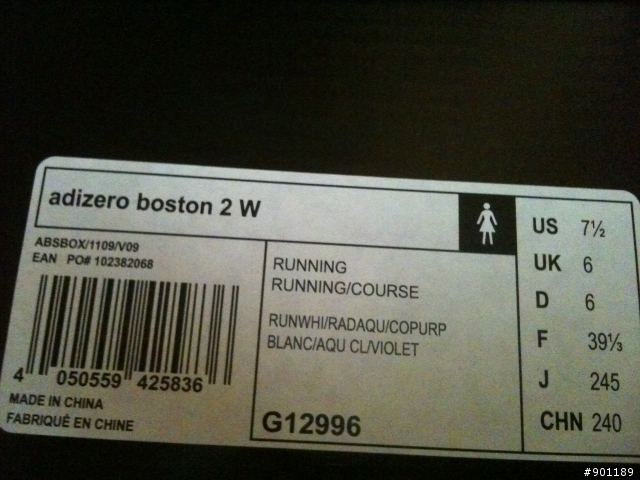 adizero boston 2 W
ABSBOX/1109/V09
EAN PO# 102382068
4 050559 425836
MADE IN CHINA
FABRIQUÉ EN CHINE
RUNNING
RUNNING/COURSE
RUNWHI/RADAQU/COPURP
BLANC/AQU CL/VIOLET
G12996
US 7½
UK 6
D 6
F 39⅓
J 245
CHN 240
#901189